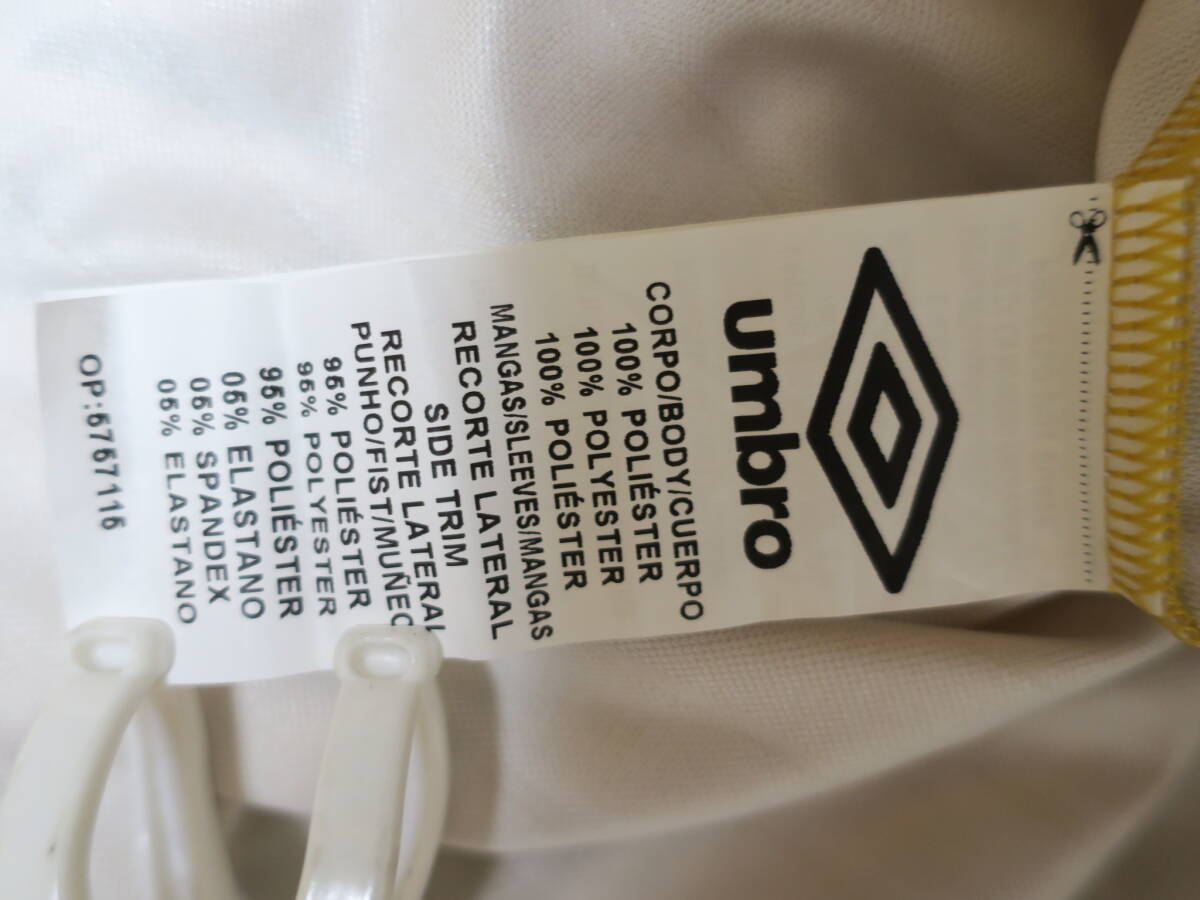 umbro
CORPO/BODY/CUERPO
100% POLIÉSTER
100% POLYESTER
100% POLIÉSTER
MANGAS/SLEEVES/MANGAS
RECORTE LATERAL
SIDE TRIM
RECORTE LATERAL
PUNHO/FIST/MUÑEC
95% POLIÉSTER
95% POLYESTER
95% POLIÉSTER
05% ELASTANO
05% SPANDEX
05% ELASTANO
OP:5757115